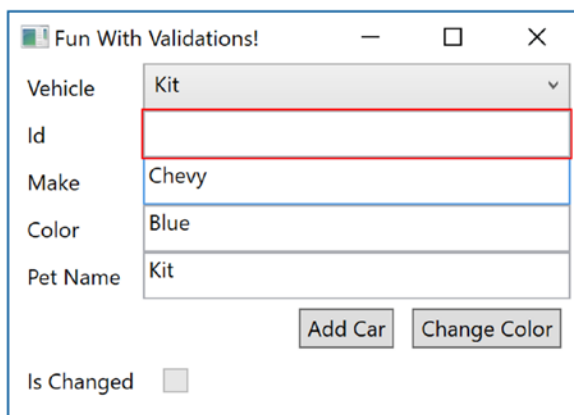 Fun With Validations!
Vehicle Kit
Id
Make Chevy
Color Blue
Pet Name Kit
Add Car Change Color
Is Changed